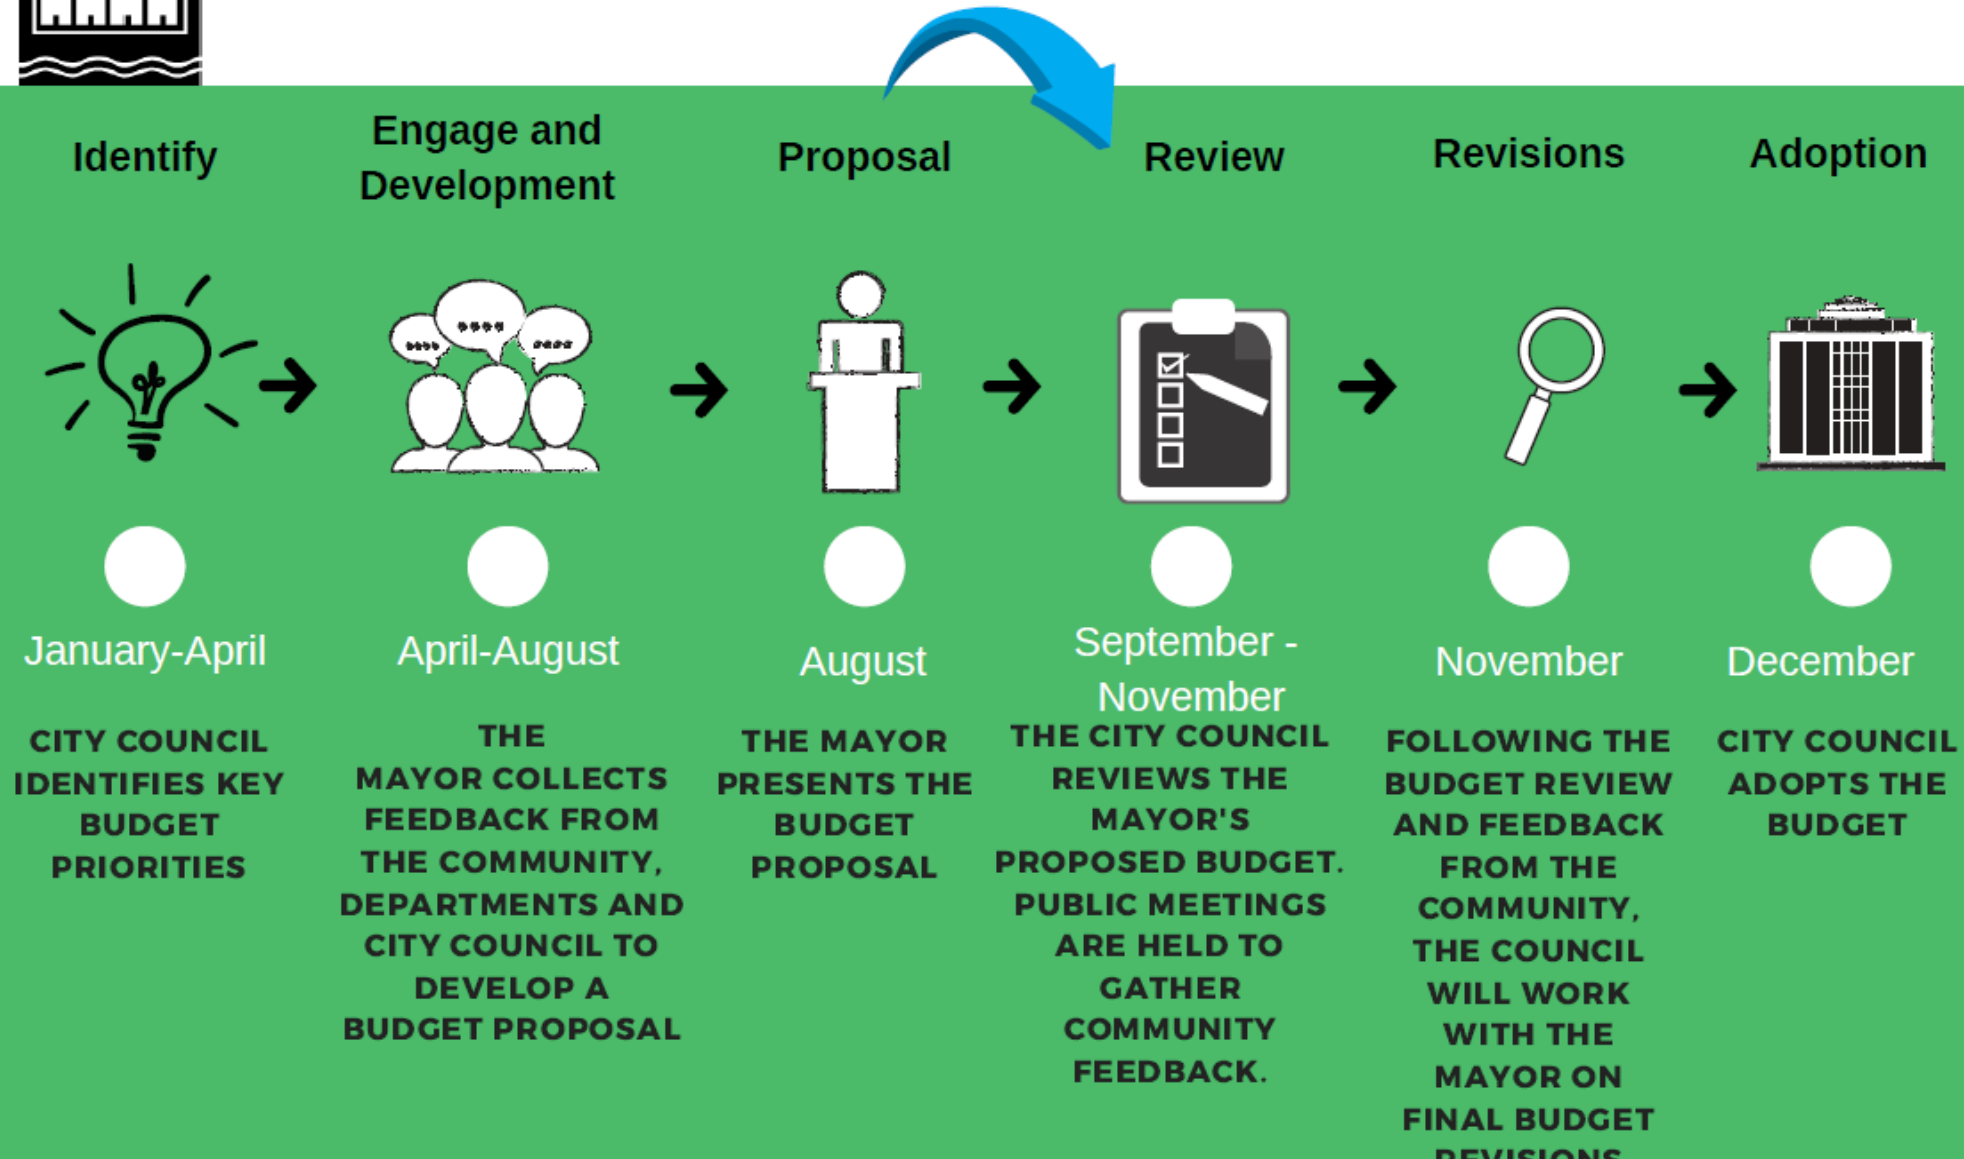 Identify
Engage and
Development
Proposal
Review
Revisions
Adoption
January-April
CITY COUNCIL
IDENTIFIES KEY
BUDGET
PRIORITIES
April-August
THE
MAYOR COLLECTS
FEEDBACK FROM
THE COMMUNITY,
DEPARTMENTS AND
CITY COUNCIL TO
DEVELOP A
BUDGET PROPOSAL
August
THE MAYOR
PRESENTS THE
BUDGET
PROPOSAL
September -
November
THE CITY COUNCIL
REVIEWS THE
MAYOR'S
PROPOSED BUDGET.
PUBLIC MEETINGS
ARE HELD TO
GATHER
COMMUNITY
FEEDBACK.
November
FOLLOWING THE
BUDGET REVIEW
AND FEEDBACK
FROM THE
COMMUNITY,
THE COUNCIL
WILL WORK
WITH THE
MAYOR ON
FINAL BUDGET
REVISIONS
December
CITY COUNCIL
ADOPTS THE
BUDGET